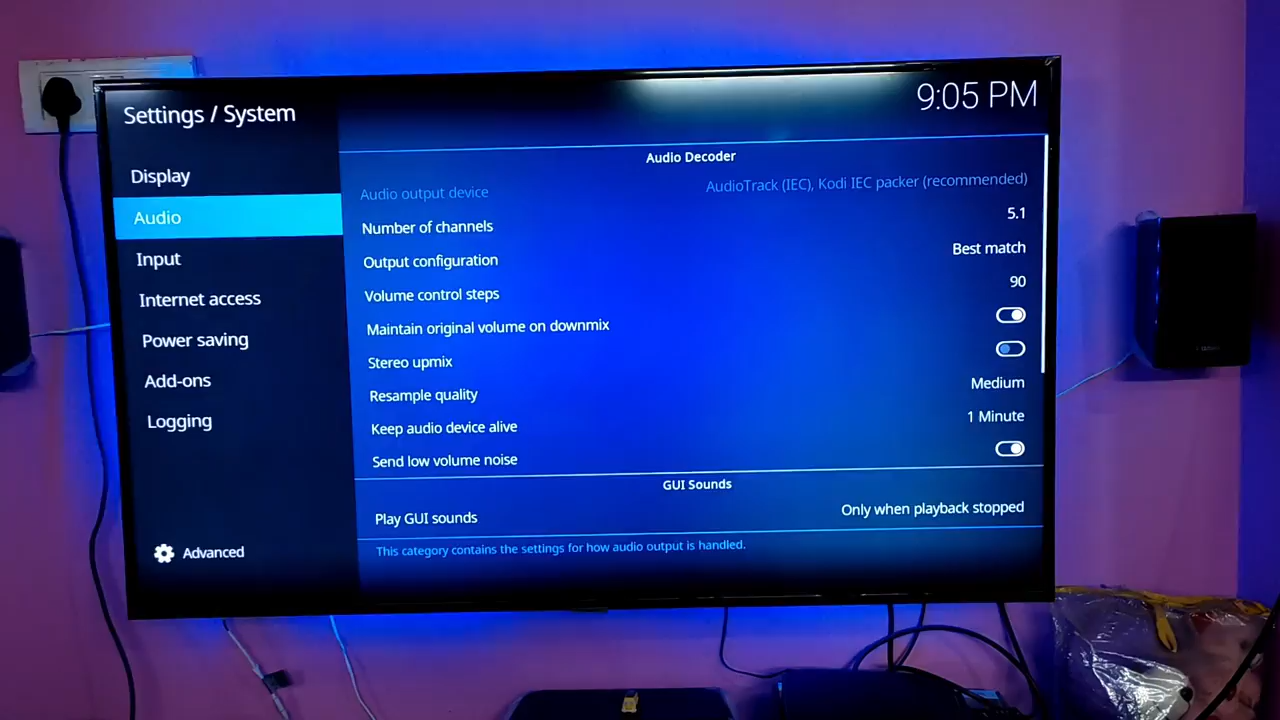 Settings / System
9:05 PM
Display
Audio
Input
Internet access
Power saving
Add-ons
Logging
Advanced
Audio Decoder
Audio output device AudioTrack (IEC), Kodi IEC packer (recommended)
Number of channels 5.1
Output configuration Best match
Volume control steps 90
Maintain original volume on downmix
Stereo upmix
Resample quality Medium
Keep audio device alive 1 Minute
Send low volume noise
GUI Sounds
Play GUI sounds Only when playback stopped
This category contains the settings for how audio output is handled.